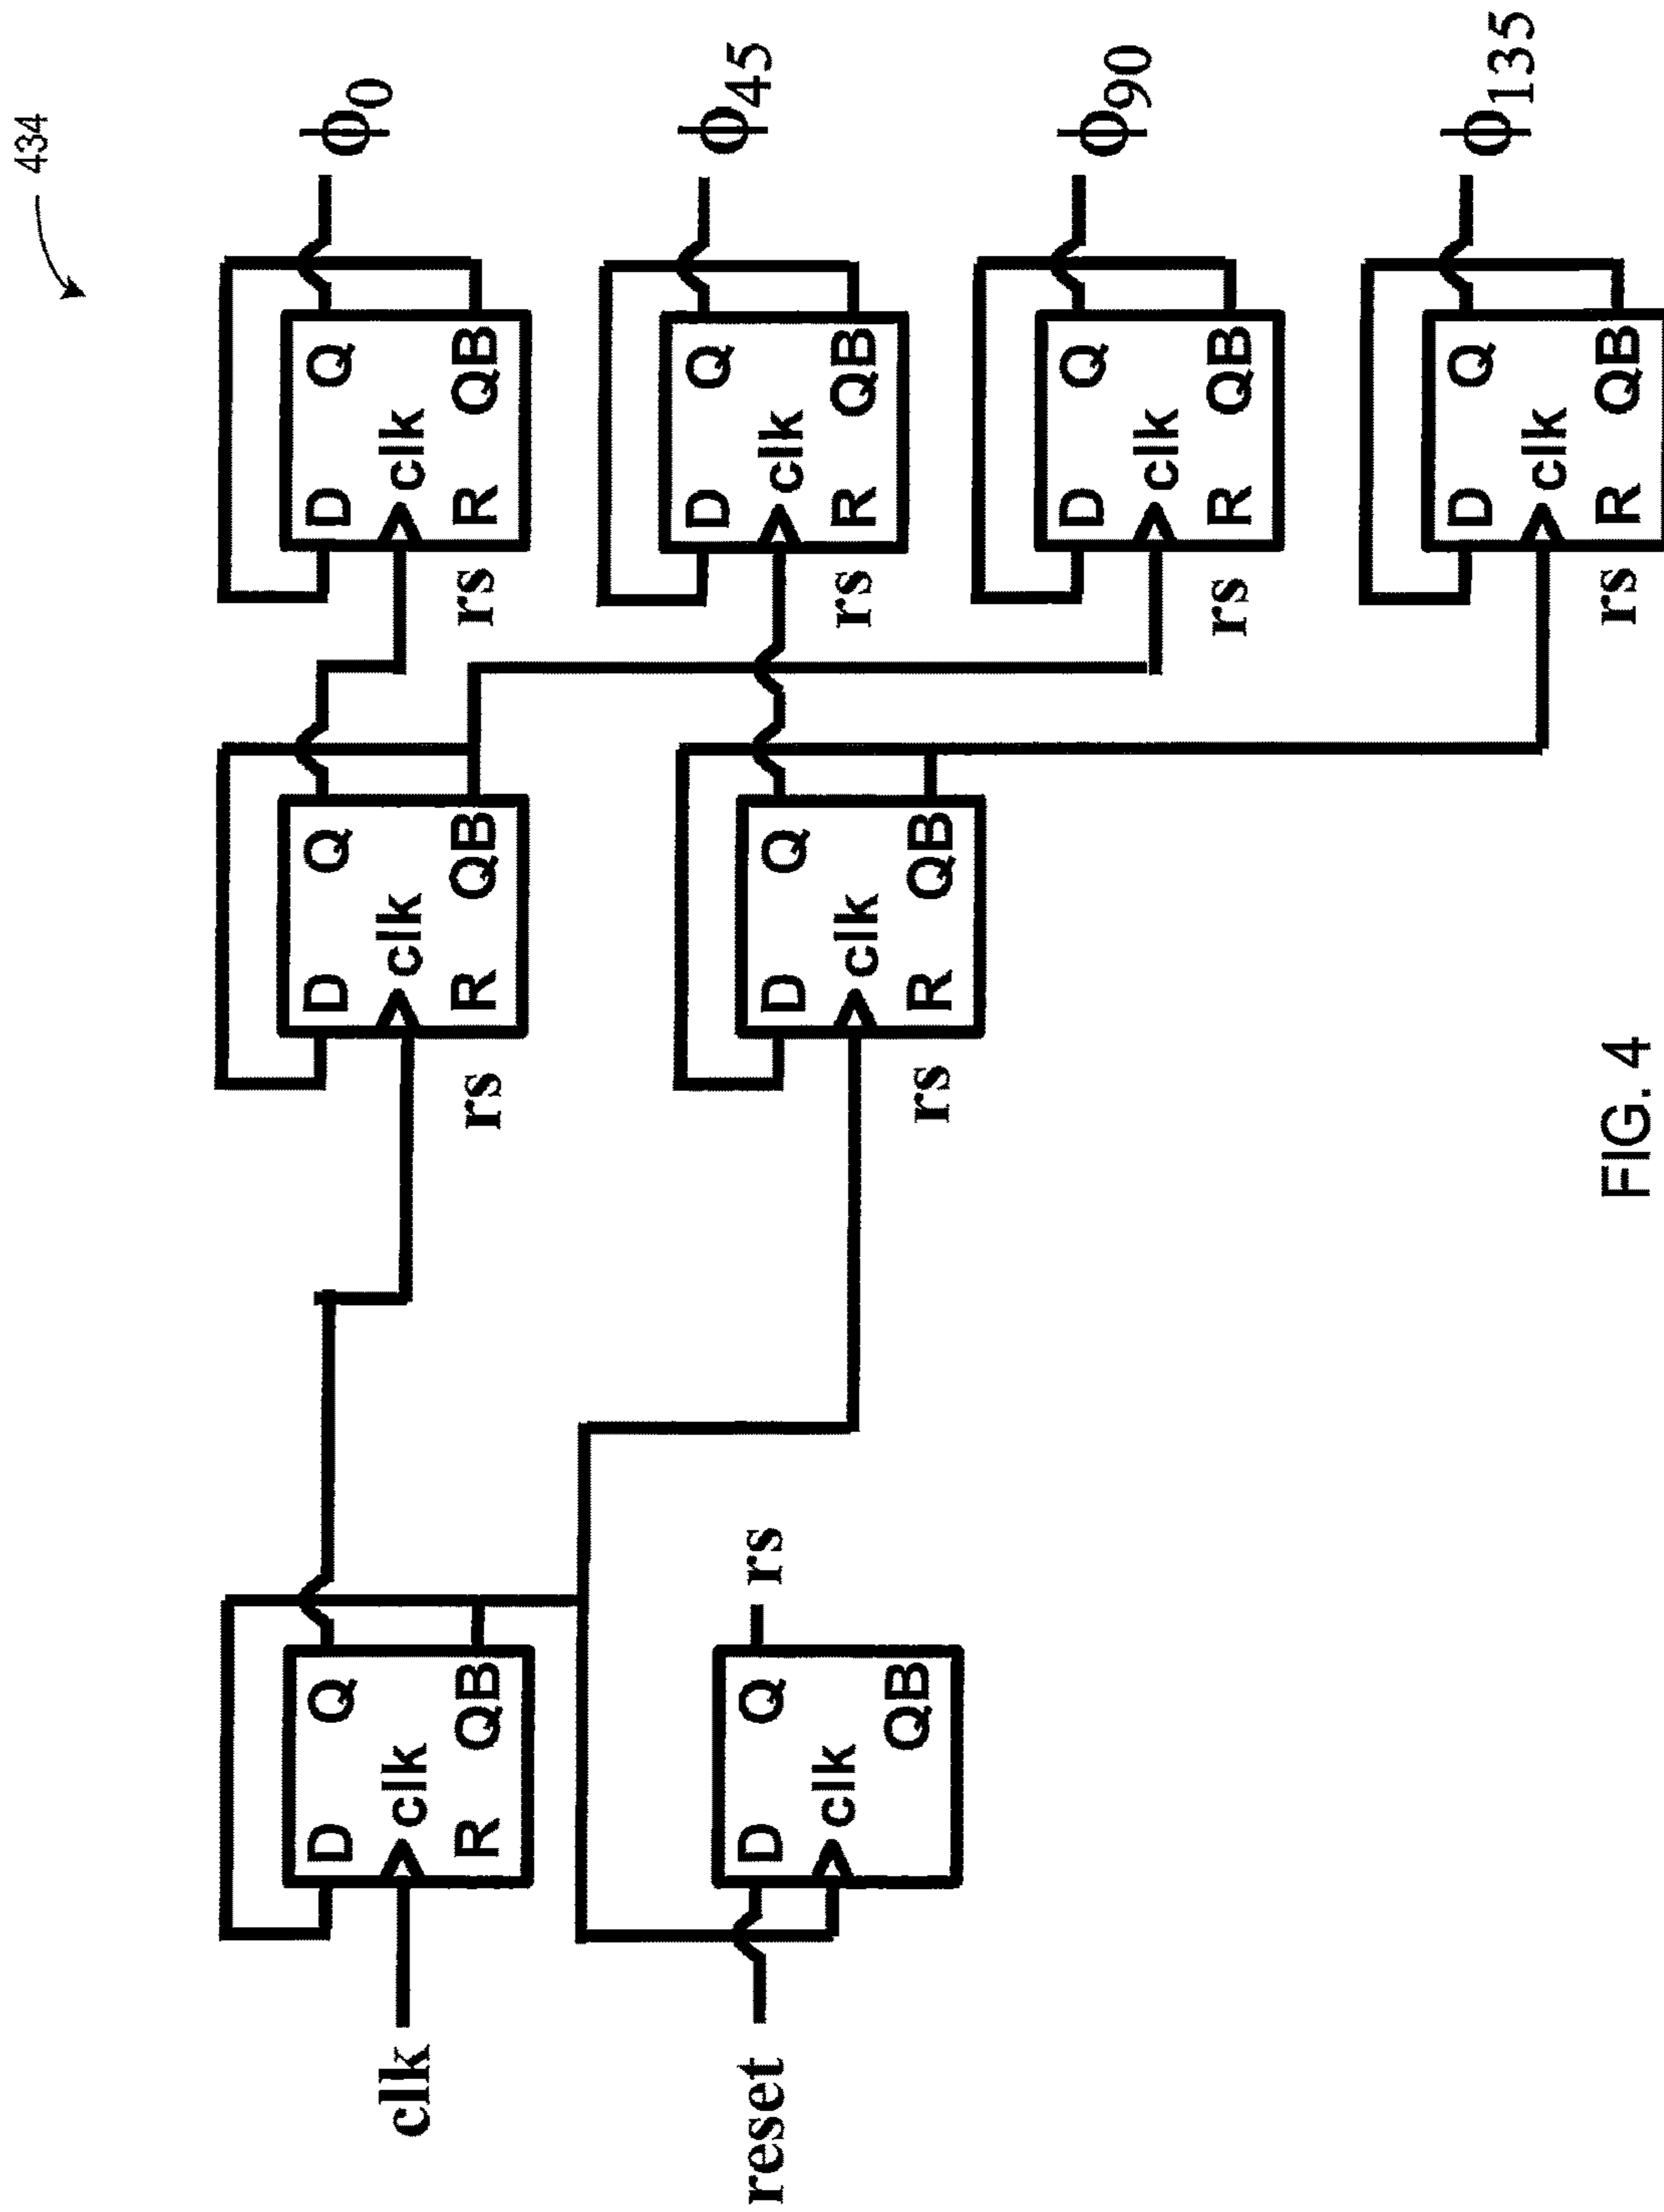 434
D Q
clk
R QB
rs
ϕ0
D Q
clk
R QB
rs
ϕ45
D Q
clk
R QB
rs
ϕ90
D Q
clk
R QB
rs
ϕ135
D Q
clk
R QB
rs
D Q
clk
R QB
rs
clk
D Q
clk
R QB
reset
D Q
clk
QB
rs
FIG. 4